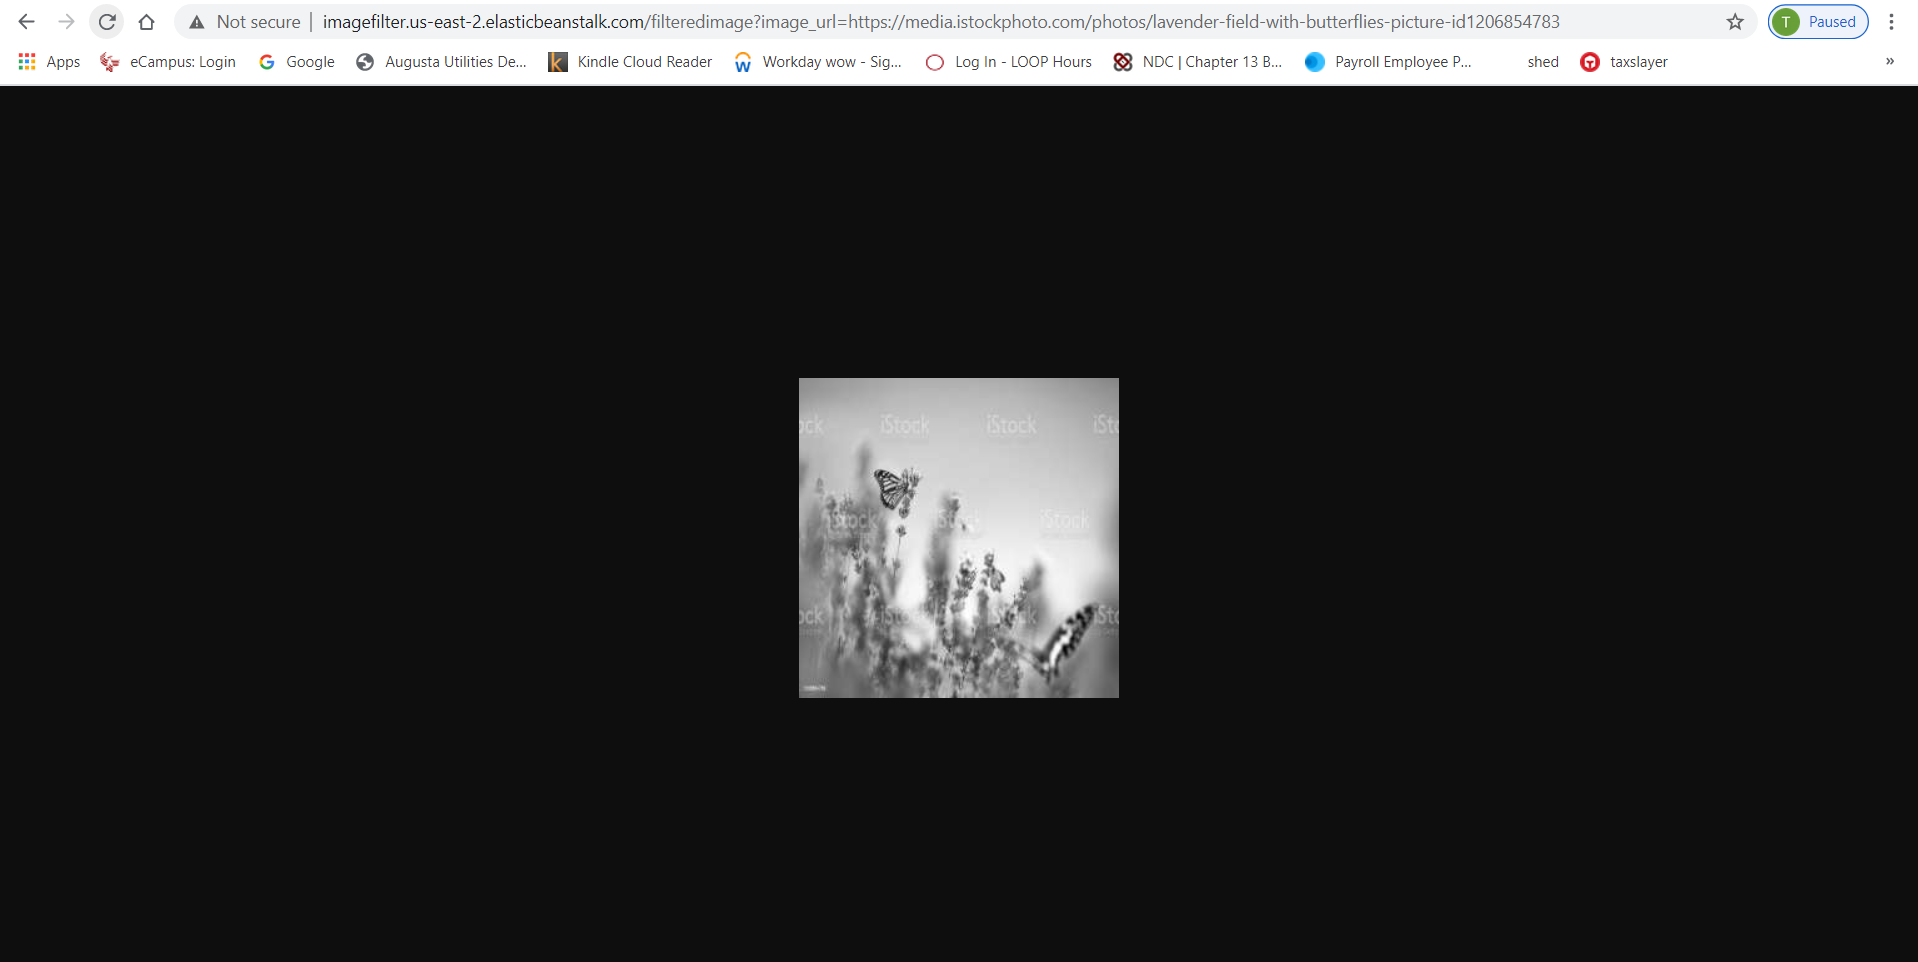 Not secure | imagefilter.us-east-2.elasticbeanstalk.com/filteredimage?image_url=https://media.istockphoto.com/photos/lavender-field-with-butterflies-picture-id1206854783 T Paused
Apps eCampus: Login Google Augusta Utilities De... Kindle Cloud Reader Workday wow - Sig... Log In - LOOP Hours NDC | Chapter 13 B... Payroll Employee P... shed taxslayer »
ock iStock iStock iSto
iStock iStock iStock
ock iStock iStock iSto